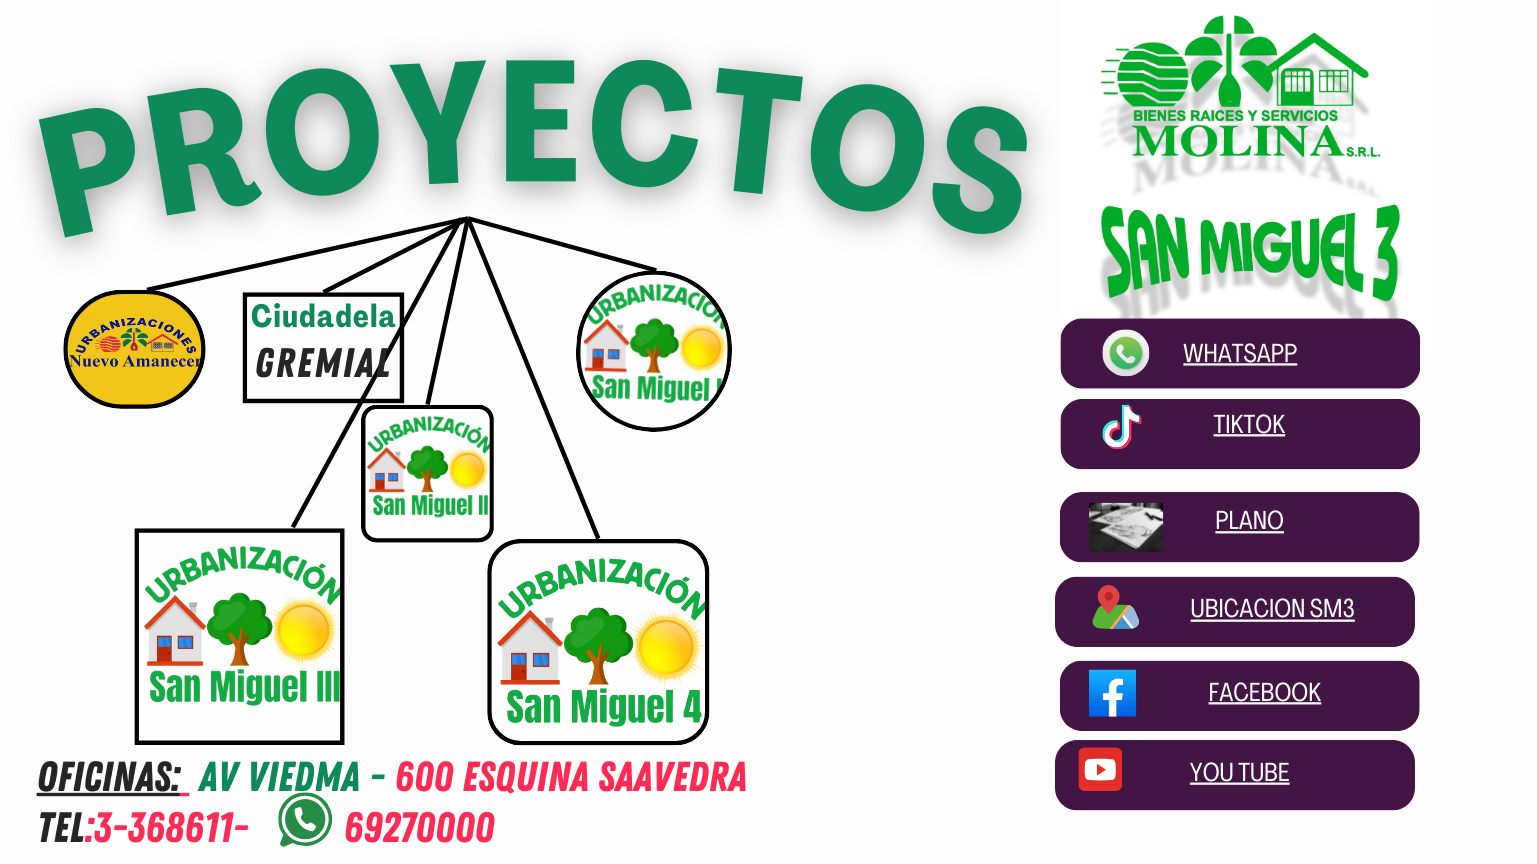 PROYECTOS
URBANIZACIONES
Nuevo Amanecer
Ciudadela
GREMIAL
URBANIZACIÓN
San Miguel I
URBANIZACIÓN
San Miguel II
URBANIZACIÓN
San Miguel III
URBANIZACIÓN
San Miguel 4
OFICINAS: AV VIEDMA - 600 ESQUINA SAAVEDRA
TEL:3-368611- 69270000
BIENES RAICES Y SERVICIOS
MOLINA S.R.L.
SAN MIGUEL 3
WHATSAPP
TIKTOK
PLANO
UBICACION SM3
FACEBOOK
YOU TUBE